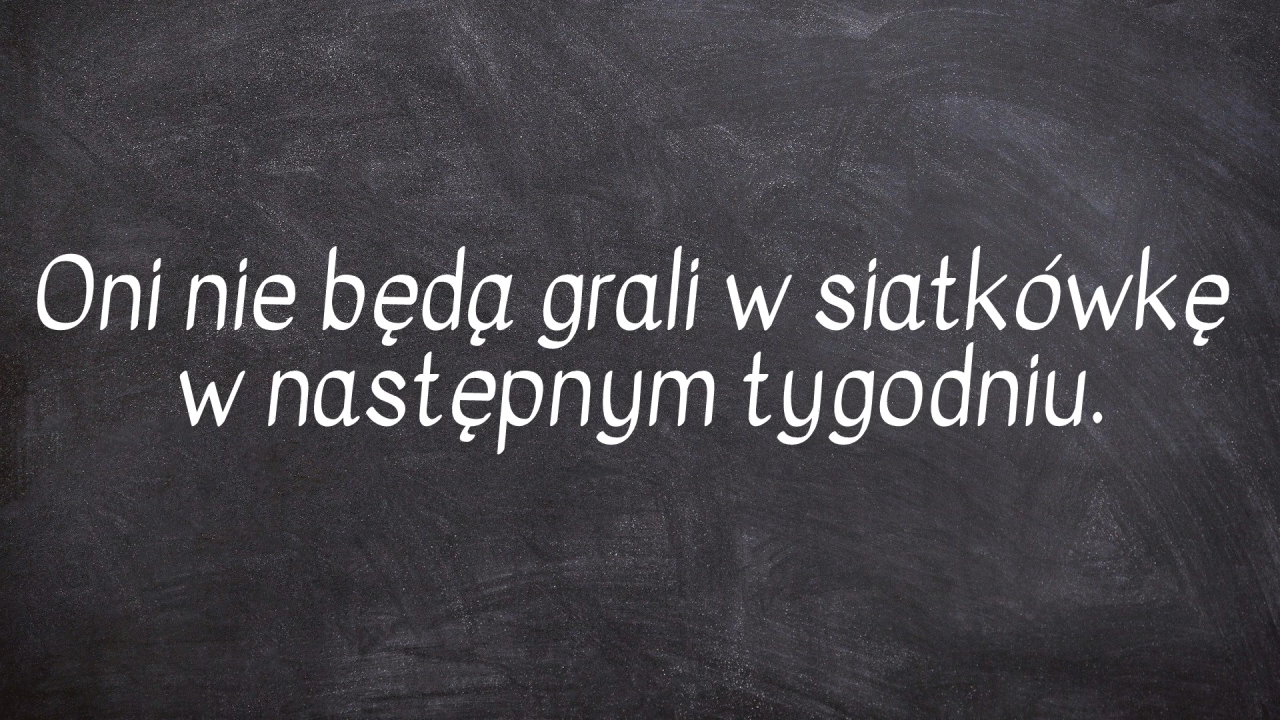 Oni nie będą grali w siatkówkę
w następnym tygodniu.